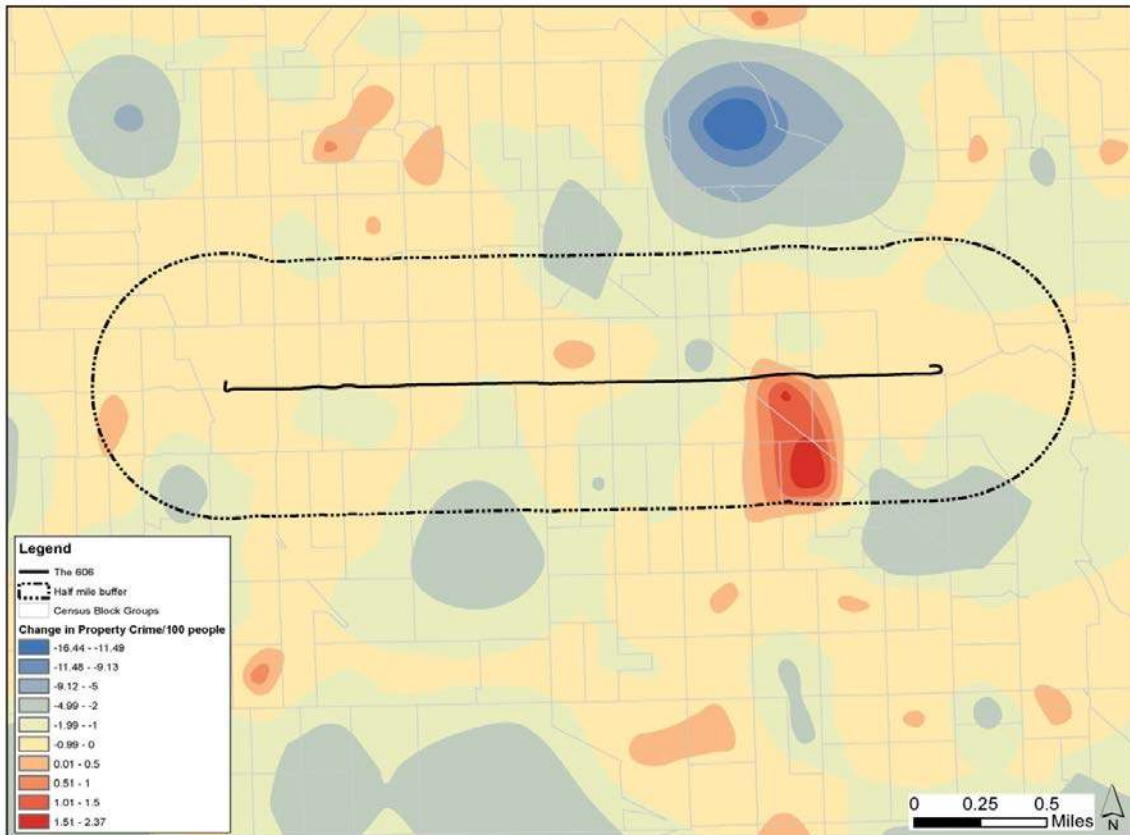 Legend
The 606
Half mile buffer
Census Block Groups
Change in Property Crime/100 people
-16.44 - -11.49
-11.48 - -9.13
-9.12 - -5
-4.99 - -2
-1.99 - -1
-0.99 - 0
0.01 - 0.5
0.51 - 1
1.01 - 1.5
1.51 - 2.37
0 0.25 0.5
Miles
N